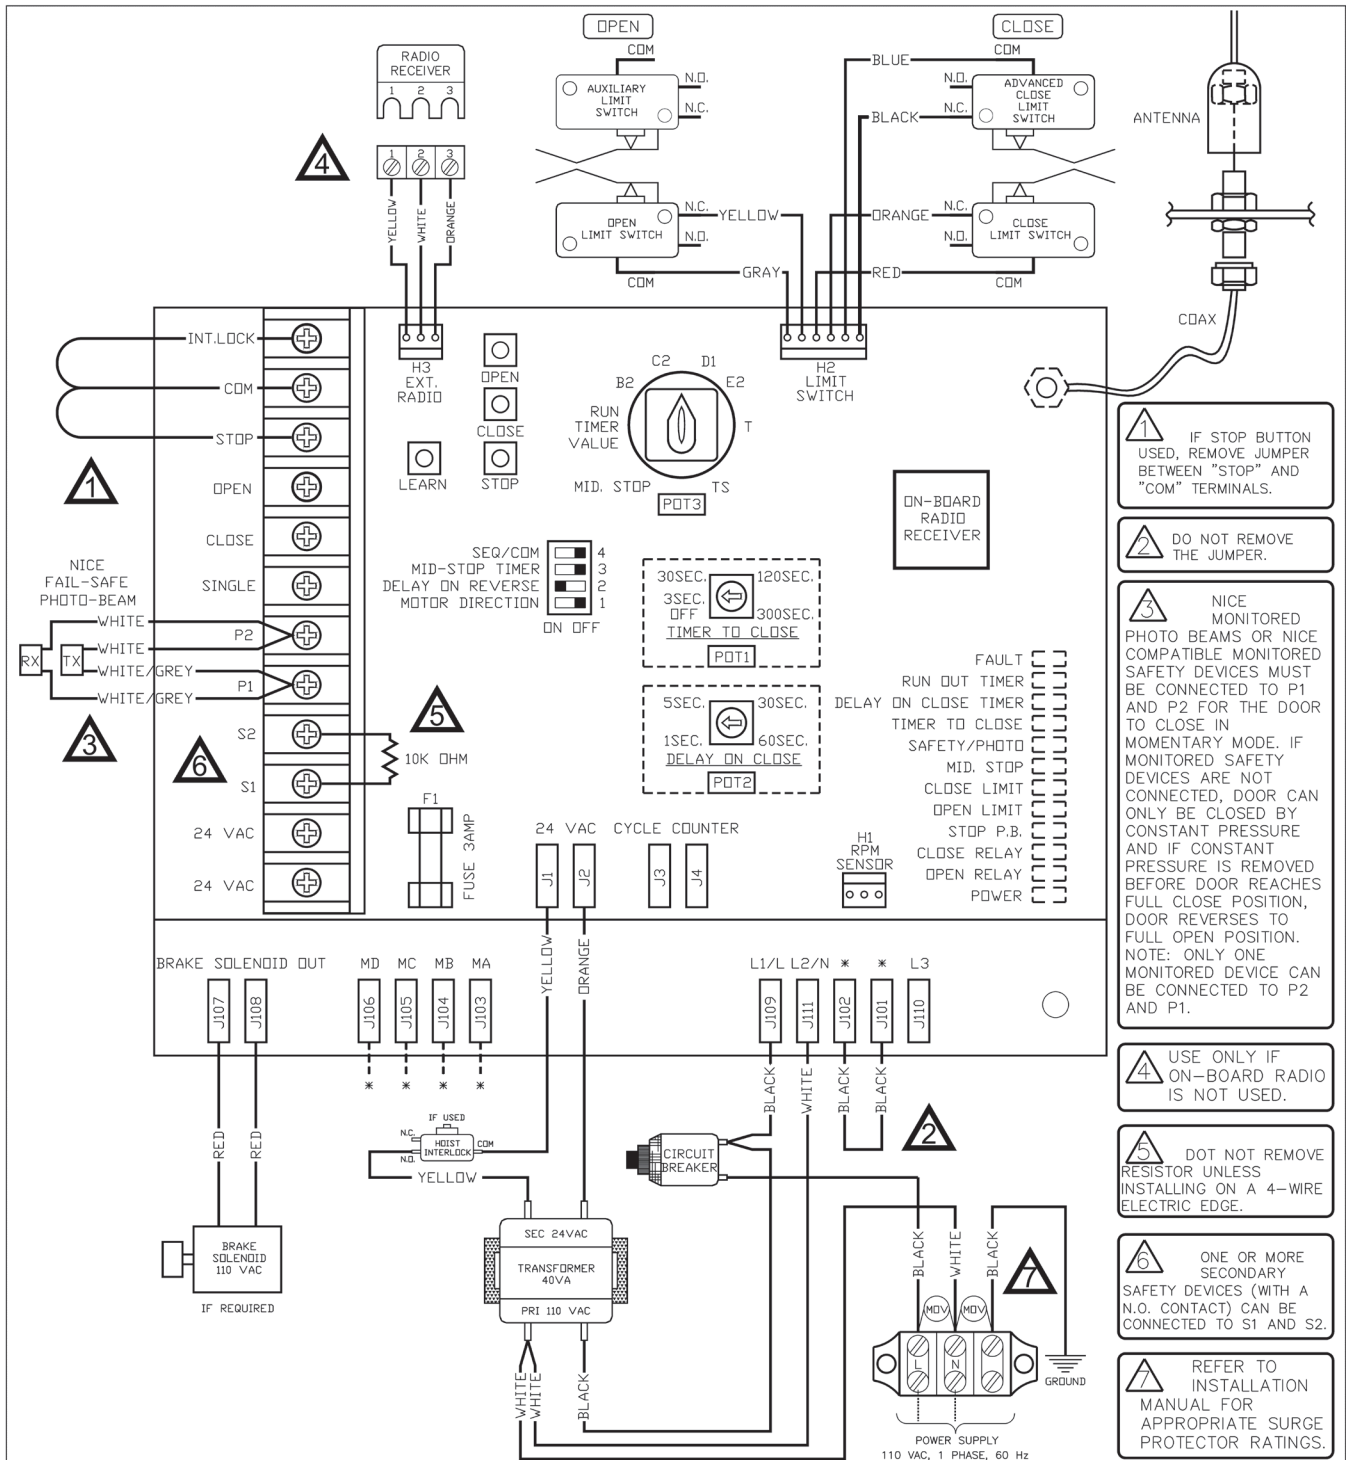 OPEN
CLOSE
RADIO
RECEIVER
1 2 3
1 2 3
4
YELLOW
WHITE
ORANGE
COM
AUXILIARY
LIMIT
SWITCH
N.O.
N.C.
OPEN
LIMIT SWITCH
N.C.
N.O.
COM
YELLOW
GRAY
COM
BLUE
N.O.
N.C.
BLACK
ADVANCED
CLOSE
LIMIT
SWITCH
ORANGE
N.C.
N.O.
CLOSE
LIMIT SWITCH
RED
COM
ANTENNA
COAX
INT.LOCK
COM
STOP
OPEN
CLOSE
SINGLE
P2
P1
S2
S1
24 VAC
24 VAC
1
NICE
FAIL-SAFE
PHOTO-BEAM
WHITE
WHITE
WHITE/GREY
WHITE/GREY
RX
TX
3
6
5
10K OHM
H3
EXT.
RADIO
OPEN
CLOSE
STOP
LEARN
H2
LIMIT
SWITCH
B2 C2 D1 E2
RUN
TIMER
VALUE
T
MID. STOP
TS
POT3
ON-BOARD
RADIO
RECEIVER
SEQ/COM 4
MID-STOP TIMER 3
DELAY ON REVERSE 2
MOTOR DIRECTION 1
ON OFF
30SEC. 120SEC.
3SEC.
OFF 300SEC.
TIMER TO CLOSE
POT1
5SEC. 30SEC.
1SEC. 60SEC.
DELAY ON CLOSE
POT2
FAULT
RUN OUT TIMER
DELAY ON CLOSE TIMER
TIMER TO CLOSE
SAFETY/PHOTO
MID. STOP
CLOSE LIMIT
OPEN LIMIT
STOP P.B.
CLOSE RELAY
OPEN RELAY
POWER
F1
FUSE 3AMP
24 VAC
J1
J2
CYCLE COUNTER
J3
J4
H1
RPM
SENSOR
BRAKE SOLENOID OUT
J107
J108
MD MC MB MA
J106
J105
J104
J103
* * * *
YELLOW
ORANGE
L1/L L2/N * * L3
J109
J111
J102
J101
J110
BLACK
WHITE
BLACK
BLACK
2
RED
RED
BRAKE
SOLENOID
110 VAC
IF REQUIRED
IF USED
N.C.
N.O.
HOIST
INTERLOCK
COM
YELLOW
SEC 24VAC
TRANSFORMER
40VA
PRI 110 VAC
WHITE
WHITE
BLACK
CIRCUIT
BREAKER
BLACK
WHITE
BLACK
7
MOV
MOV
L
N
GROUND
POWER SUPPLY
110 VAC, 1 PHASE, 60 Hz
1 IF STOP BUTTON
USED, REMOVE JUMPER
BETWEEN "STOP" AND
"COM" TERMINALS.
2 DO NOT REMOVE
THE JUMPER.
3 NICE
MONITORED
PHOTO BEAMS OR NICE
COMPATIBLE MONITORED
SAFETY DEVICES MUST
BE CONNECTED TO P1
AND P2 FOR THE DOOR
TO CLOSE IN
MOMENTARY MODE. IF
MONITORED SAFETY
DEVICES ARE NOT
CONNECTED, DOOR CAN
ONLY BE CLOSED BY
CONSTANT PRESSURE
AND IF CONSTANT
PRESSURE IS REMOVED
BEFORE DOOR REACHES
FULL CLOSE POSITION,
DOOR REVERSES TO
FULL OPEN POSITION.
NOTE: ONLY ONE
MONITORED DEVICE CAN
BE CONNECTED TO P2
AND P1.
4 USE ONLY IF
ON-BOARD RADIO
IS NOT USED.
5 DOT NOT REMOVE
RESISTOR UNLESS
INSTALLING ON A 4-WIRE
ELECTRIC EDGE.
6 ONE OR MORE
SECONDARY
SAFETY DEVICES (WITH A
N.O. CONTACT) CAN BE
CONNECTED TO S1 AND S2.
7 REFER TO
INSTALLATION
MANUAL FOR
APPROPRIATE SURGE
PROTECTOR RATINGS.